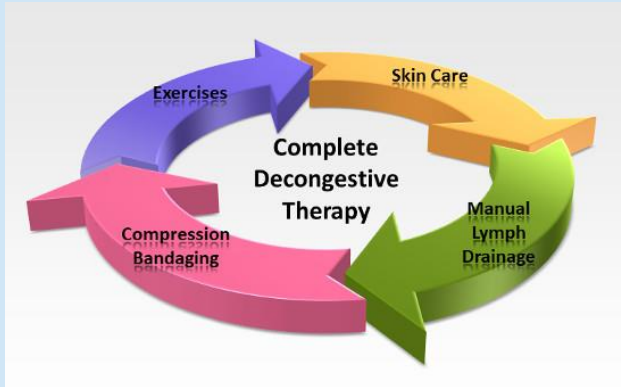 Exercises
Skin Care
Complete
Decongestive
Therapy
Manual
Lymph
Drainage
Compression
Bandaging